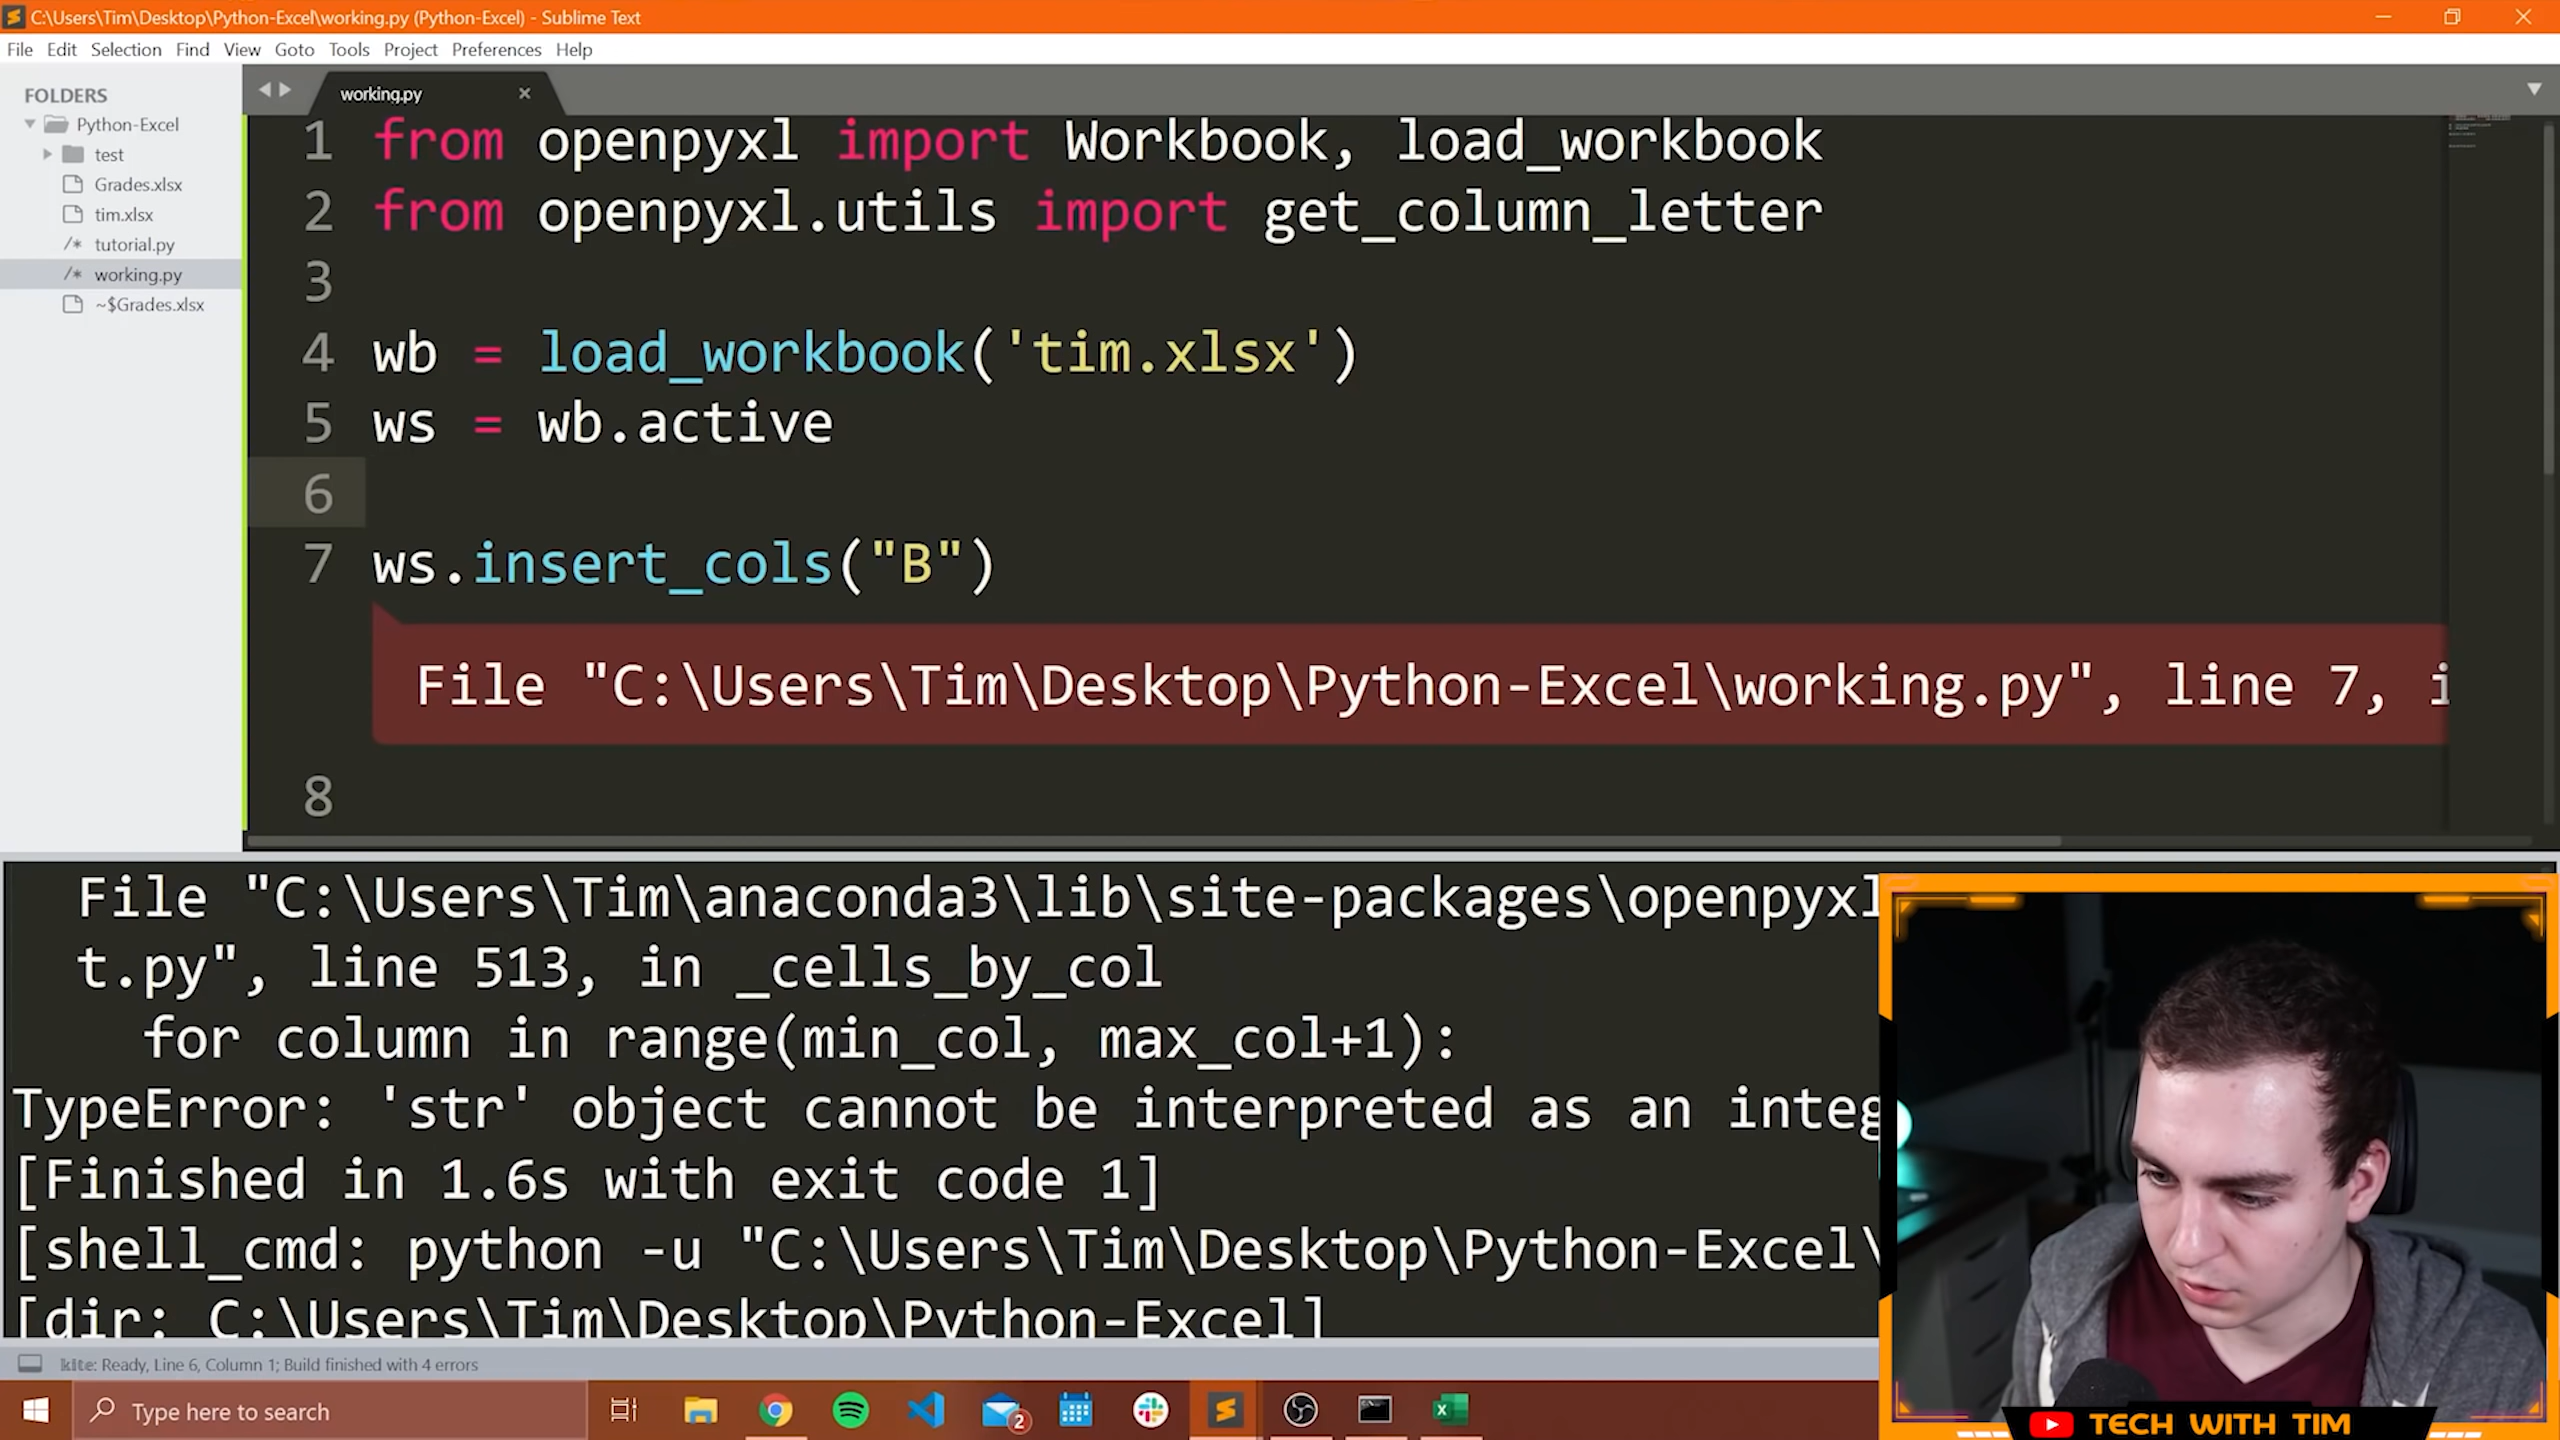 C:\Users\Tim\Desktop\Python-Excel\working.py (Python-Excel) - Sublime Text
File Edit Selection Find View Goto Tools Project Preferences Help
FOLDERS
Python-Excel
test
Grades.xlsx
tim.xlsx
/* tutorial.py
/* working.py
~$Grades.xlsx
working.py
1 from openpyxl import Workbook, load_workbook
2 from openpyxl.utils import get_column_letter
3
4 wb = load_workbook('tim.xlsx')
5 ws = wb.active
6
7 ws.insert_cols("B")
File "C:\Users\Tim\Desktop\Python-Excel\working.py", line 7, i
8
File "C:\Users\Tim\anaconda3\lib\site-packages\openpyxl
t.py", line 513, in _cells_by_col
for column in range(min_col, max_col+1):
TypeError: 'str' object cannot be interpreted as an integ
[Finished in 1.6s with exit code 1]
[shell_cmd: python -u "C:\Users\Tim\Desktop\Python-Excel\
[dir: C:\Users\Tim\Desktop\Python-Excel]
kite: Ready, Line 6, Column 1; Build finished with 4 errors
Type here to search
2
TECH WITH TIM